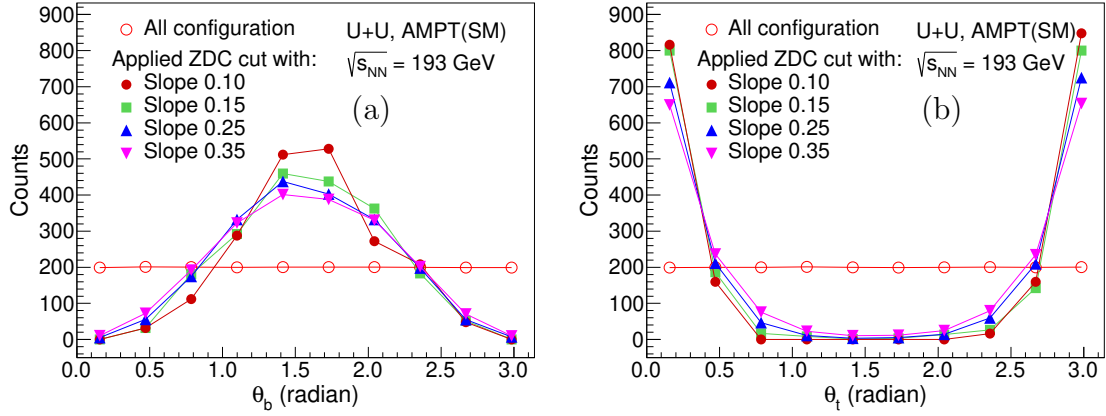 900
800
700
600
500
400
300
200
100
0
Counts
All configuration
U+U, AMPT(SM)
Applied ZDC cut with:
√s_NN = 193 GeV
Slope 0.10
Slope 0.15
(a)
Slope 0.25
Slope 0.35
0.0 0.5 1.0 1.5 2.0 2.5 3.0
θ_b (radian)
900
800
700
600
500
400
300
200
100
0
Counts
All configuration
U+U, AMPT(SM)
Applied ZDC cut with:
√s_NN = 193 GeV
Slope 0.10
Slope 0.15
(b)
Slope 0.25
Slope 0.35
0.0 0.5 1.0 1.5 2.0 2.5 3.0
θ_t (radian)